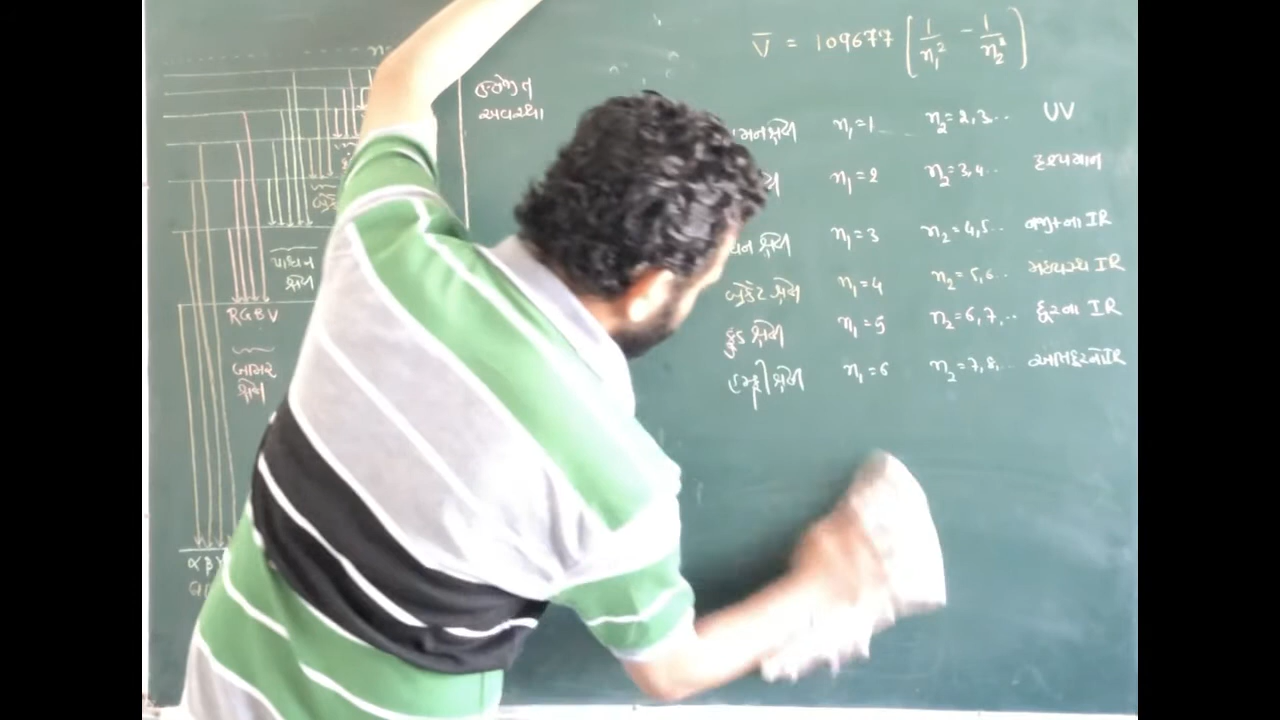 ν̅ = 109677 [ 1/n₁² − 1/n₂² ]
ઉત્તેજીત
અવસ્થા
મન શ્રેણી n₁=1 n₂=2,3... UV
n₁=2 n₂=3,4.. દ્રશ્યમાન
શ્રેણી n₁=3 n₂=4,5.. નજીકના IR
બ્રેકેટ શ્રેણી n₁=4 n₂=5,6.. મધ્યસ્થ IR
ફુંડ શ્રેણી n₁=5 n₂=6,7,.. દૂરના IR
હમ્ફ્રી શ્રેણી n₁=6 n₂=7,8,... IR
પાશ્ચન
શ્રેણી
RGBV
બામર
શ્રેણી
α β γ